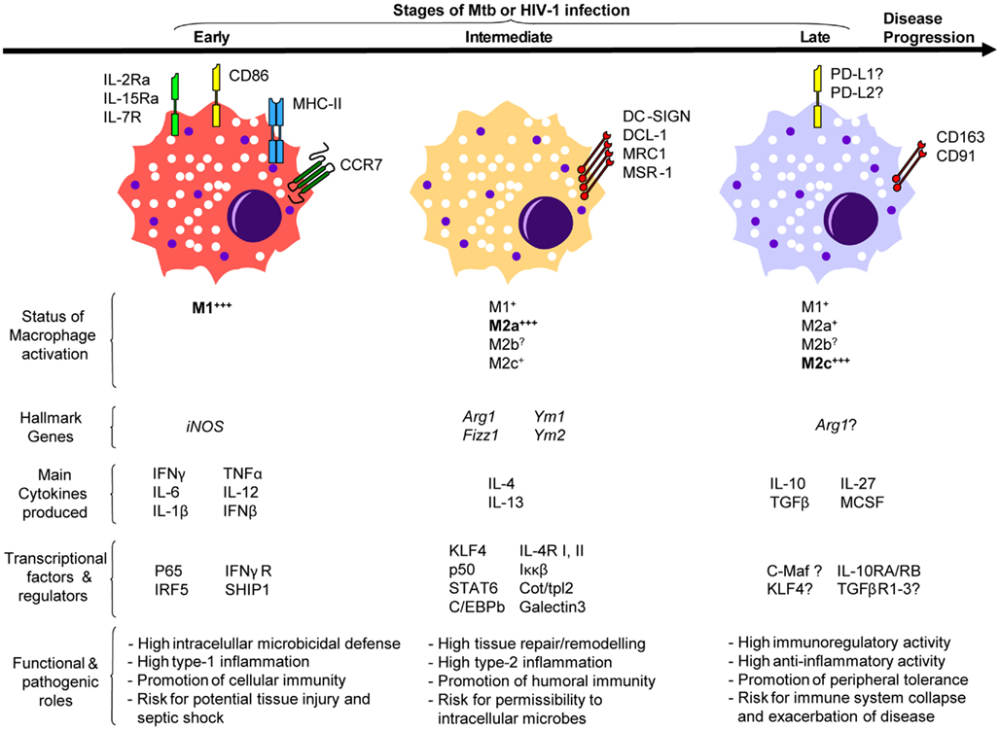 Stages of Mtb or HIV-1 infection
Early
Intermediate
Late
Disease
Progression
IL-2Ra
IL-15Ra
IL-7R
CD86
MHC-II
CCR7
DC-SIGN
DCL-1
MRC1
MSR-1
PD-L1?
PD-L2?
CD163
CD91
Status of
Macrophage
activation
M1+++
M1+
M2a+++
M2b?
M2c+
M1+
M2a+
M2b?
M2c+++
Hallmark
Genes
iNOS
Arg1 Ym1
Fizz1 Ym2
Arg1?
Main
Cytokines
produced
IFNγ TNFα
IL-6 IL-12
IL-1β IFNβ
IL-4
IL-13
IL-10 IL-27
TGFβ MCSF
Transcriptional
factors &
regulators
P65 IFNγ R
IRF5 SHIP1
KLF4 IL-4R I, II
p50 Iκκβ
STAT6 Cot/tpl2
C/EBPb Galectin3
C-Maf ? IL-10RA/RB
KLF4? TGFβR1-3?
Functional &
pathogenic
roles
- High intracelullar microbicidal defense
- High type-1 inflammation
- Promotion of cellular immunity
- Risk for potential tissue injury and
septic shock
- High tissue repair/remodelling
- High type-2 inflammation
- Promotion of humoral immunity
- Risk for permissibility to
intracellular microbes
- High immunoregulatory activity
- High anti-inflammatory activity
- Promotion of peripheral tolerance
- Risk for immune system collapse
and exacerbation of disease